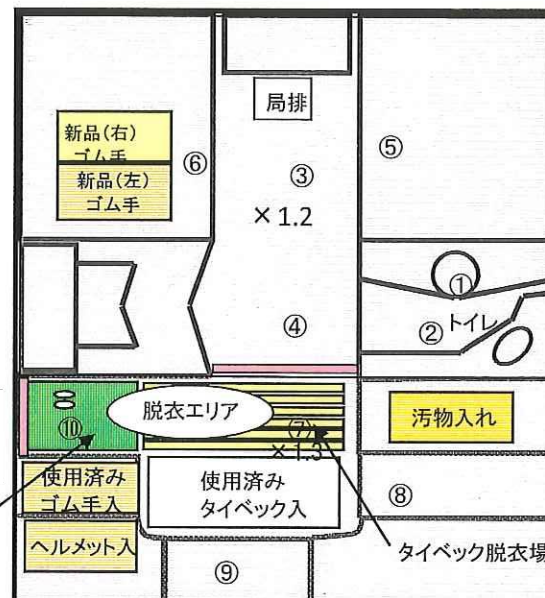 局排
新品(右)
ゴム手
新品(左)
ゴム手
⑥
③
⑤
×1.2
①
④
②
トイレ
脱衣エリア
⑩
⑦
×1.3
汚物入れ
使用済み
ゴム手入
使用済み
タイベック入
⑧
ヘルメット入
⑨
タイベック脱衣場